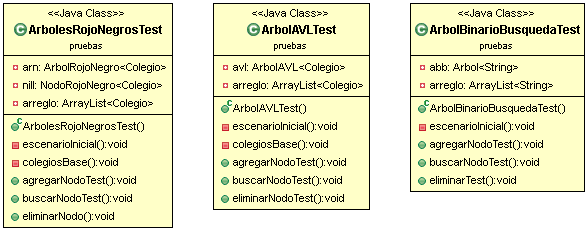 <<Java Class>>
ArbolesRojoNegrosTest
pruebas
arn: ArbolRojoNegro<Colegio>
nill: NodoRojoNegro<Colegio>
arreglo: ArrayList<Colegio>
ArbolesRojoNegrosTest()
escenarioInicial():void
colegiosBase():void
agregarNodoTest():void
buscarNodoTest():void
eliminarNodo():void
<<Java Class>>
ArbolAVLTest
pruebas
avl: ArbolAVL<Colegio>
arreglo: ArrayList<Colegio>
ArbolAVLTest()
escenarioInicial():void
colegiosBase():void
agregarNodoTest():void
buscarNodoTest():void
eliminarNodoTest():void
<<Java Class>>
ArbolBinarioBusquedaTest
pruebas
abb: Arbol<String>
arreglo: ArrayList<String>
ArbolBinarioBusquedaTest()
escenarioInicial():void
agregarNodoTest():void
buscarNodoTest():void
eliminarTest():void